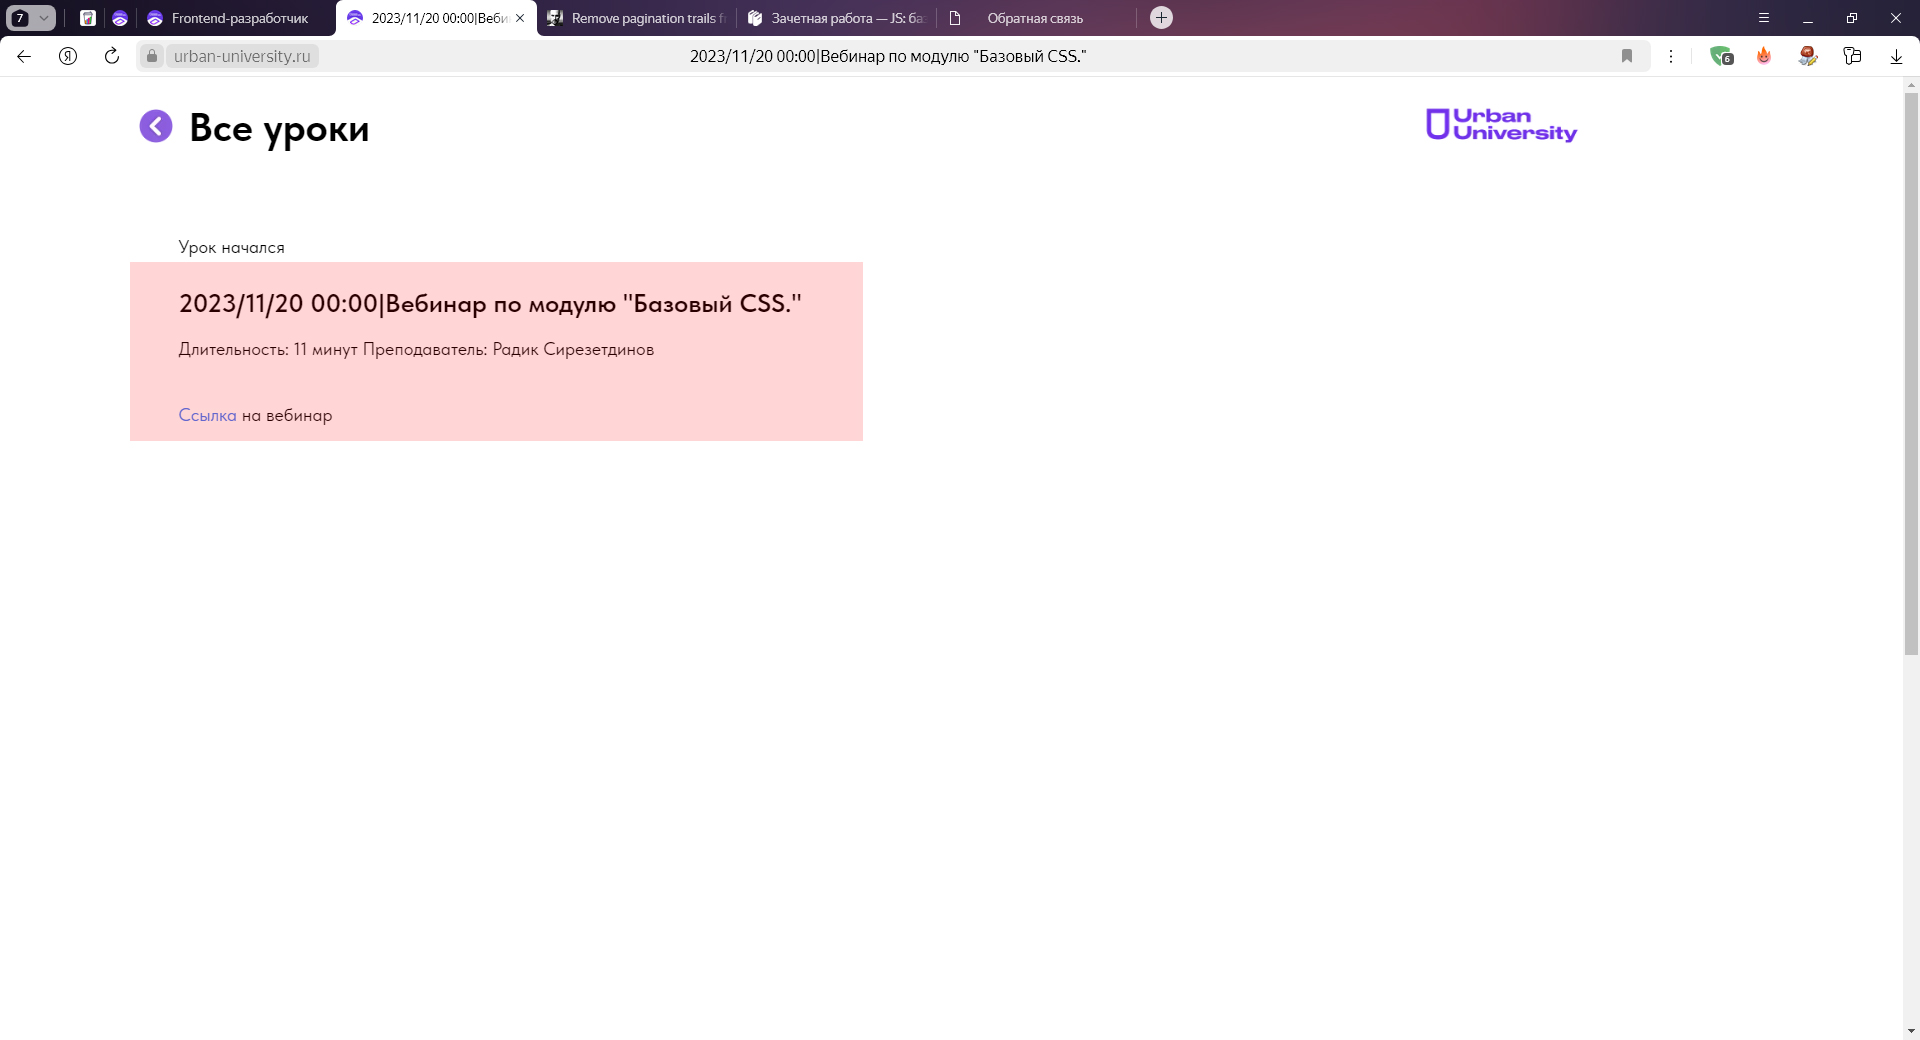 7
Frontend-разработчик
2023/11/20 00:00|Веби
Remove pagination trails f
Зачетная работа — JS: ба
Обратная связь
Я
urban-university.ru
2023/11/20 00:00|Вебинар по модулю "Базовый CSS."
6
Все уроки
Urban
University
Урок начался
2023/11/20 00:00|Вебинар по модулю "Базовый CSS."
Длительность: 11 минут Преподаватель: Радик Сирезетдинов
Ссылка на вебинар